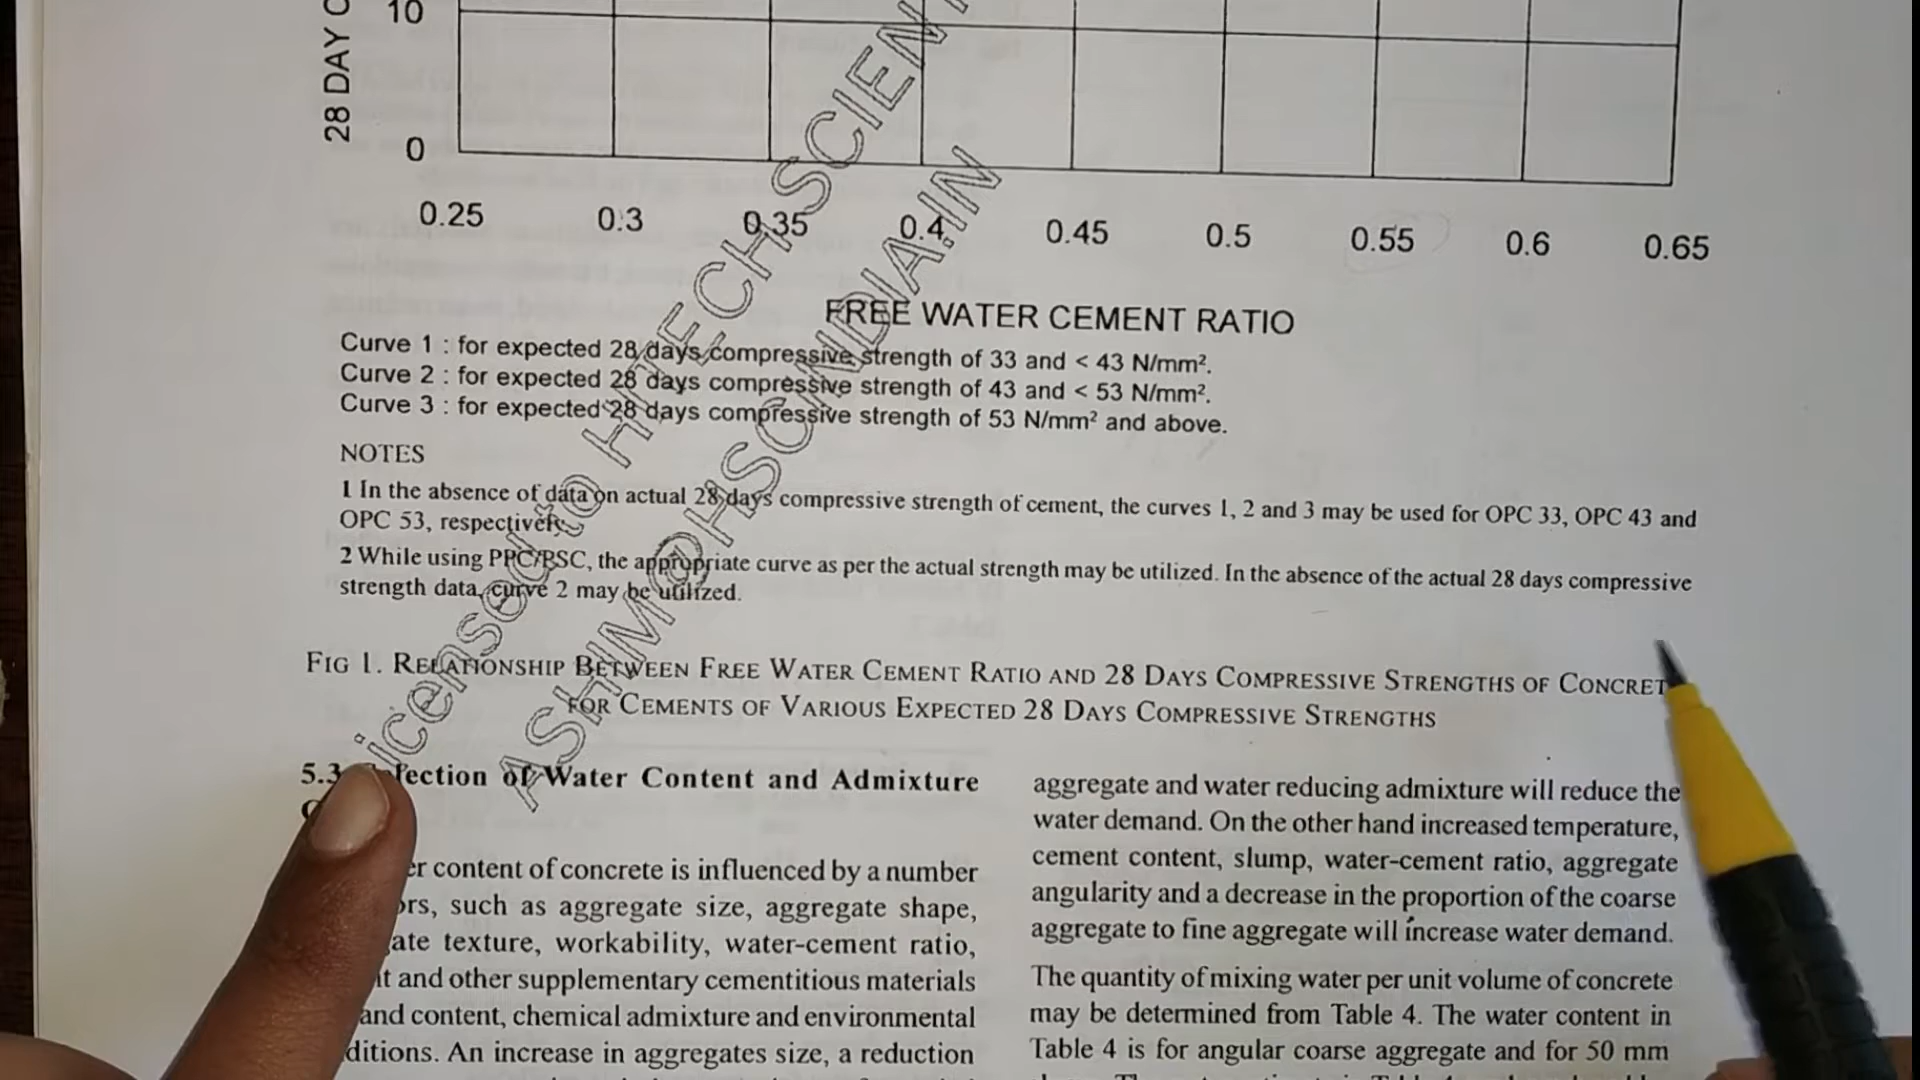 10
28 DAY
0
0.25 0.3 0.35 0.4 0.45 0.5 0.55 0.6 0.65
FREE WATER CEMENT RATIO
Curve 1 : for expected 28 days compressive strength of 33 and < 43 N/mm².
Curve 2 : for expected 28 days compressive strength of 43 and < 53 N/mm².
Curve 3 : for expected 28 days compressive strength of 53 N/mm² and above.
NOTES
1 In the absence of data on actual 28 days compressive strength of cement, the curves 1, 2 and 3 may be used for OPC 33, OPC 43 and
OPC 53, respectively.
2 While using PPC/PSC, the appropriate curve as per the actual strength may be utilized. In the absence of the actual 28 days compressive
strength data, curve 2 may be utilized.
FIG 1. RELATIONSHIP BETWEEN FREE WATER CEMENT RATIO AND 28 DAYS COMPRESSIVE STRENGTHS OF CONCRET
FOR CEMENTS OF VARIOUS EXPECTED 28 DAYS COMPRESSIVE STRENGTHS
5.3 lection of Water Content and Admixture
er content of concrete is influenced by a number
ors, such as aggregate size, aggregate shape,
ate texture, workability, water-cement ratio,
t and other supplementary cementitious materials
and content, chemical admixture and environmental
ditions. An increase in aggregates size, a reduction
aggregate and water reducing admixture will reduce the
water demand. On the other hand increased temperature,
cement content, slump, water-cement ratio, aggregate
angularity and a decrease in the proportion of the coarse
aggregate to fine aggregate will increase water demand.
The quantity of mixing water per unit volume of concrete
may be determined from Table 4. The water content in
Table 4 is for angular coarse aggregate and for 50 mm
Licensed to HITECH SCIEN
ASHIM@HSCINDIA.IN